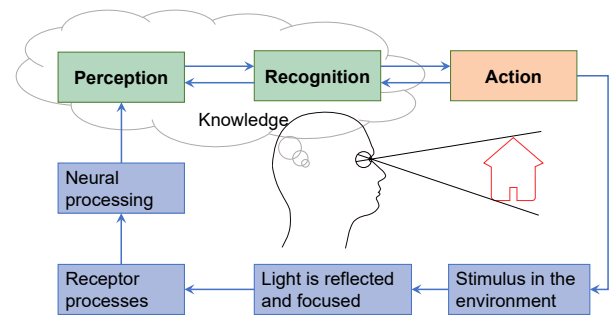 Perception
Recognition
Action
Knowledge
Neural
processing
Receptor
processes
Light is reflected
and focused
Stimulus in the
environment